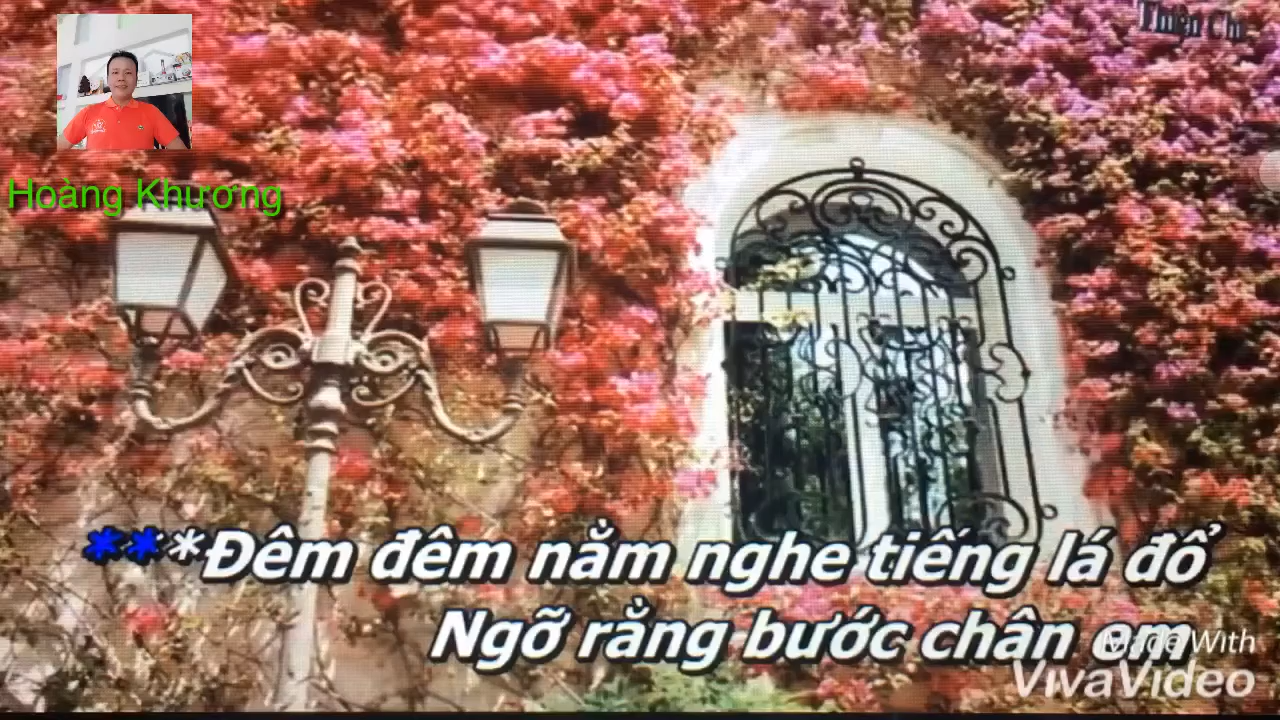 Thiên Chi
Hoàng Khương
***Đêm đêm nằm nghe tiếng lá đổ
Ngỡ rằng bước chân em
Made With
VivaVideo